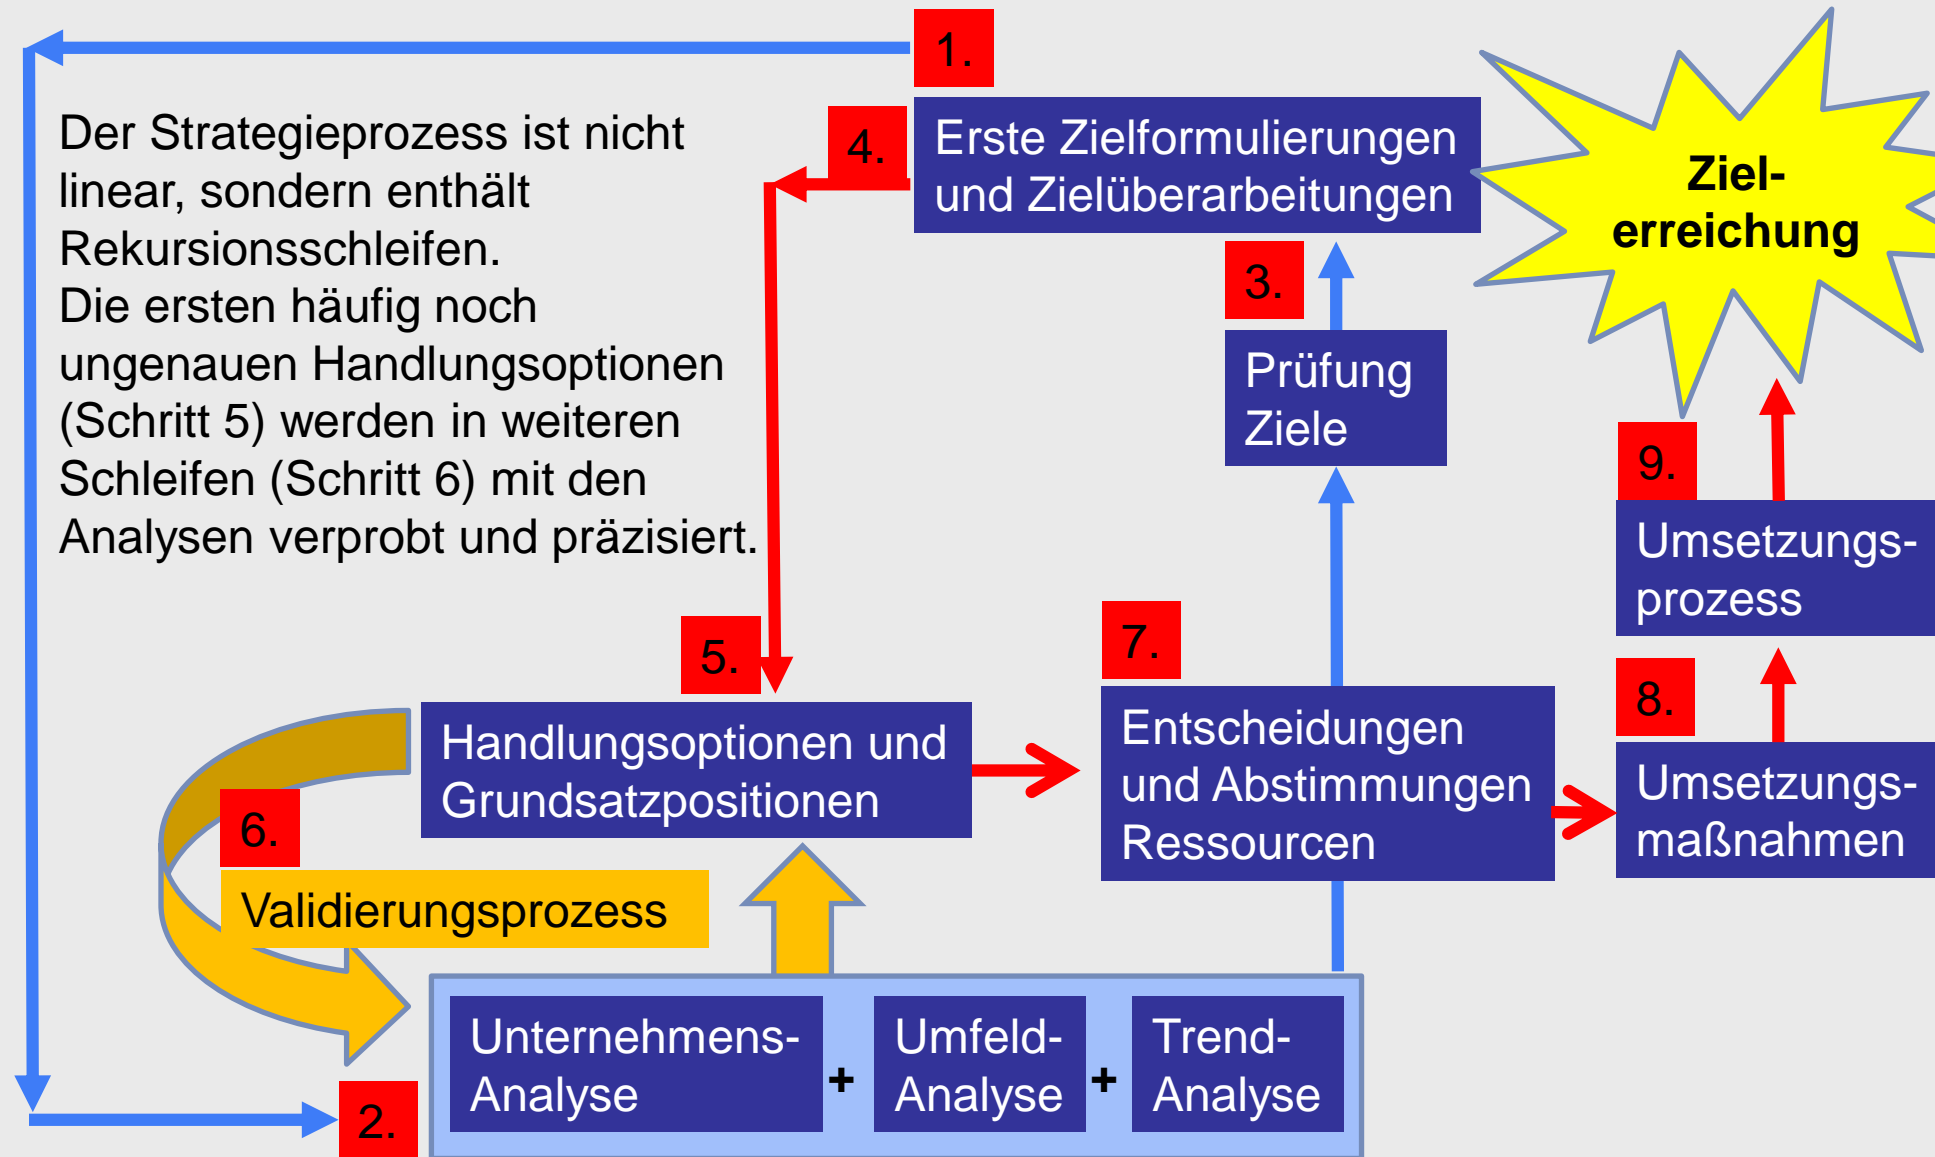 1.
Der Strategieprozess ist nicht
linear, sondern enthält
Rekursionsschleifen.
Die ersten häufig noch
ungenauen Handlungsoptionen
(Schritt 5) werden in weiteren
Schleifen (Schritt 6) mit den
Analysen verprobt und präzisiert.
4.
Erste Zielformulierungen
und Zielüberarbeitungen
Ziel-
erreichung
3.
Prüfung
Ziele
9.
Umsetzungs-
prozess
5.
Handlungsoptionen und
Grundsatzpositionen
7.
Entscheidungen
und Abstimmungen
Ressourcen
8.
Umsetzungs-
maßnahmen
6.
Validierungsprozess
2.
Unternehmens-
Analyse
+
Umfeld-
Analyse
+
Trend-
Analyse